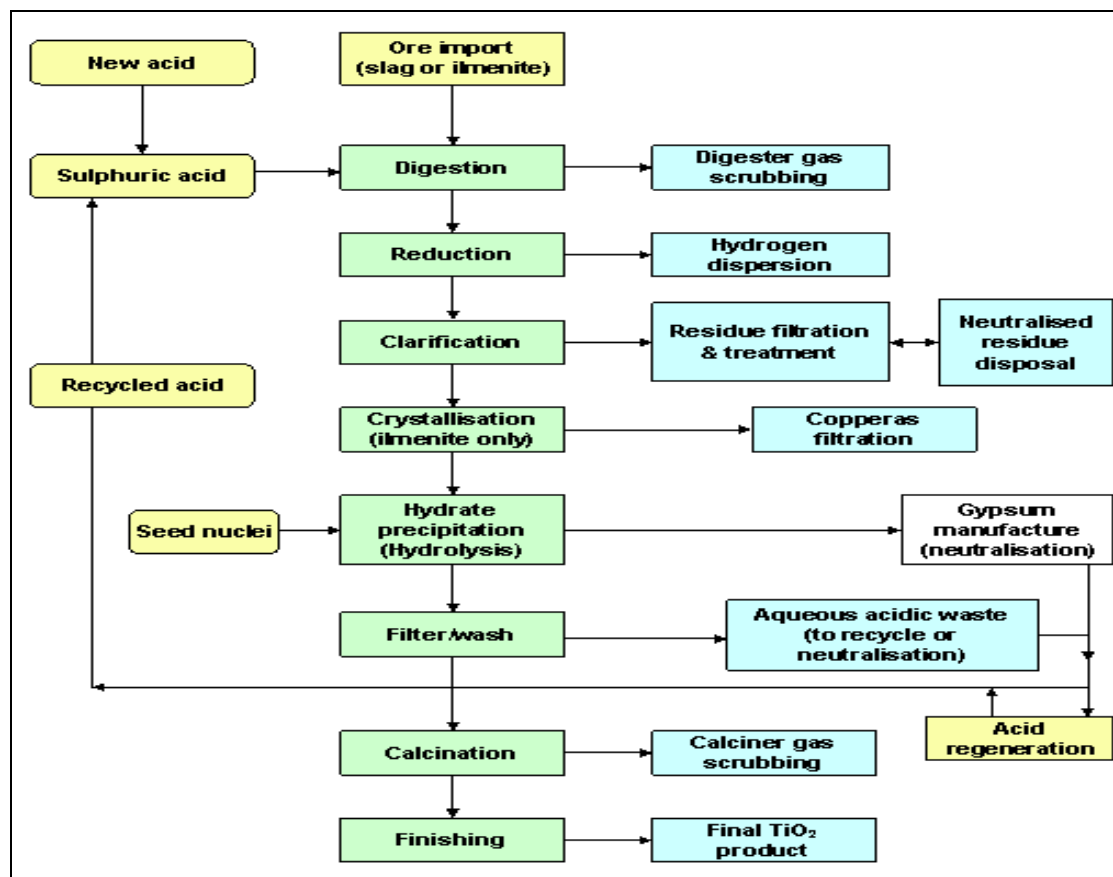 New acid
Ore import
(slag or ilmenite)
Sulphuric acid
Digestion
Digester gas
scrubbing
Reduction
Hydrogen
dispersion
Clarification
Residue filtration
& treatment
Neutralised
residue
disposal
Recycled acid
Crystallisation
(ilmenite only)
Copperas
filtration
Seed nuclei
Hydrate
precipitation
(Hydrolysis)
Gypsum
manufacture
(neutralisation)
Filter/wash
Aqueous acidic waste
(to recycle or
neutralisation)
Acid
regeneration
Calcination
Calciner gas
scrubbing
Finishing
Final TiO₂
product